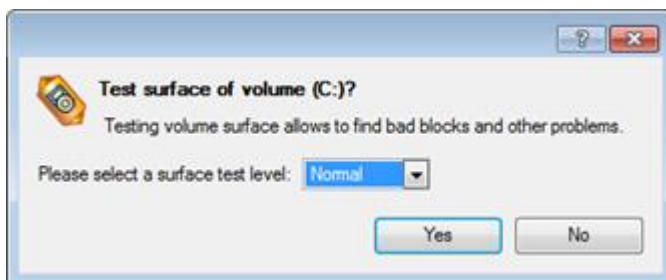 Test surface of volume (C:)?
Testing volume surface allows to find bad blocks and other problems.
Please select a surface test level: Normal
Yes No